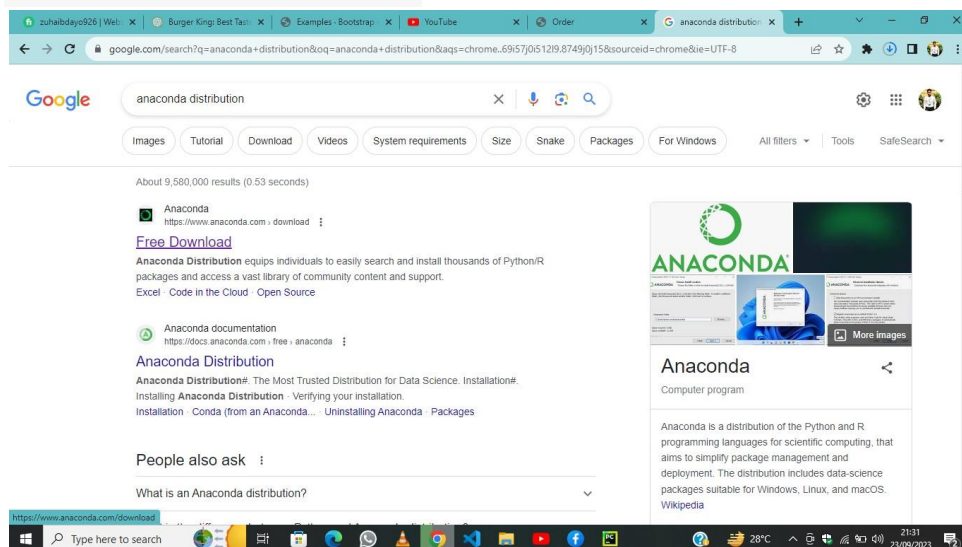 zuhaibdayo926 | Web
Burger King: Best Tast
Examples · Bootstrap
YouTube
Order
anaconda distribution
google.com/search?q=anaconda+distribution&oq=anaconda+distribution&aqs=chrome..69i57j0i512l9.8749j0j15&sourceid=chrome&ie=UTF-8
Google
anaconda distribution
Images
Tutorial
Download
Videos
System requirements
Size
Snake
Packages
For Windows
All filters
Tools
SafeSearch
About 9,580,000 results (0.53 seconds)
Anaconda
https://www.anaconda.com › download
Free Download
Anaconda Distribution equips individuals to easily search and install thousands of Python/R
packages and access a vast library of community content and support.
Excel · Code in the Cloud · Open Source
Anaconda documentation
https://docs.anaconda.com › free › anaconda
Anaconda Distribution
Anaconda Distribution#. The Most Trusted Distribution for Data Science. Installation#.
Installing Anaconda Distribution · Verifying your installation.
Installation · Conda (from an Anaconda... · Uninstalling Anaconda · Packages
People also ask
What is an Anaconda distribution?
ANACONDA
More images
Anaconda
Computer program
Anaconda is a distribution of the Python and R
programming languages for scientific computing, that
aims to simplify package management and
deployment. The distribution includes data-science
packages suitable for Windows, Linux, and macOS.
Wikipedia
https://www.anaconda.com/download
Type here to search
28°C
21:31
23/09/2023